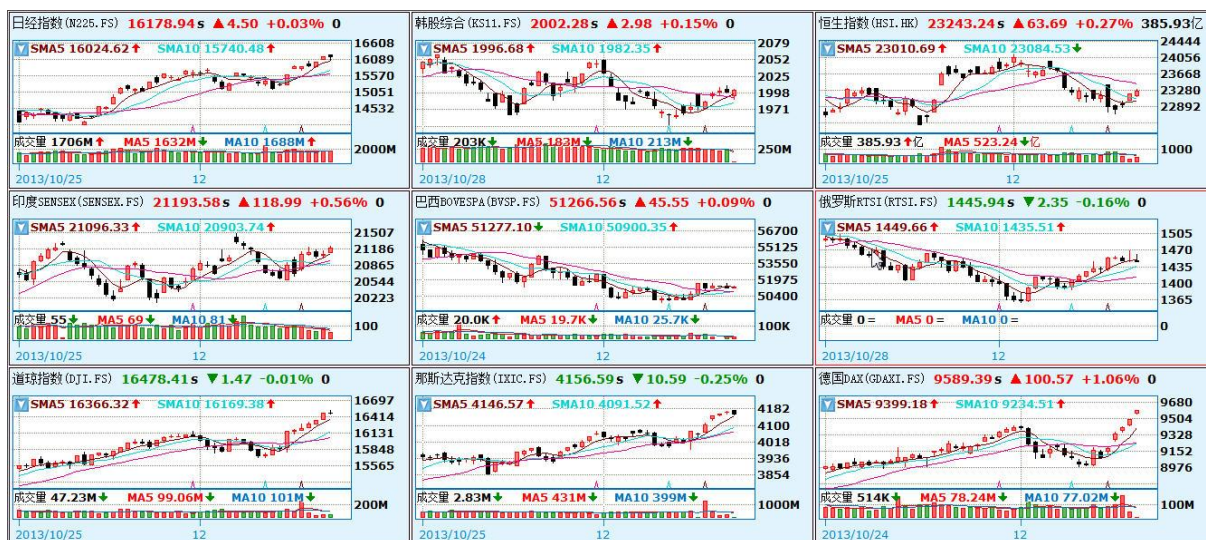 日经指数(N225.FS) 16178.94s ▲4.50 +0.03% 0
SMA5 16024.62↑ SMA10 15740.48↑
16608
16089
15570
15051
14532
成交量 1706M↑ MA5 1632M↓ MA10 1688M↑
2000M
2013/10/25 12
韩股综合(KS11.FS) 2002.28s ▲2.98 +0.15% 0
SMA5 1996.68↑ SMA10 1982.35↑
2079
2052
2025
1998
1971
成交量 203K↓ MA5 183M↓ MA10 213M↓
250M
2013/10/28 12
恒生指数(HSI.HK) 23243.24s ▲63.69 +0.27% 385.93亿
SMA5 23010.69↑ SMA10 23084.53↓
24444
24056
23668
23280
22892
成交量 385.93↑亿 MA5 523.24↓亿
1000
2013/10/25 12
印度SENSEX(SENSEX.FS) 21193.58s ▲118.99 +0.56% 0
SMA5 21096.33↑ SMA10 20903.74↑
21507
21186
20865
20544
20223
成交量 55↓ MA5 69↓ MA10 81↓
100
2013/10/25 12
巴西BOVESPA(BVSP.FS) 51266.56s ▲45.55 +0.09% 0
SMA5 51277.10↓ SMA10 50900.35↑
56700
55125
53550
51975
50400
成交量 20.0K↑ MA5 19.7K↓ MA10 25.7K↓
100K
2013/10/24 12
俄罗斯RTSI(RTSI.FS) 1445.94s ▼2.35 -0.16% 0
SMA5 1449.66↑ SMA10 1435.51↑
1505
1470
1435
1400
1365
成交量 0= MA5 0= MA10 0=
0
2013/10/28 12
道琼指数(DJI.FS) 16478.41s ▼1.47 -0.01% 0
SMA5 16366.32↑ SMA10 16169.38↑
16697
16414
16131
15848
15565
成交量 47.23M↓ MA5 99.06M↓ MA10 101M↓
200M
2013/10/25 12
那斯达克指数(IXIC.FS) 4156.59s ▼10.59 -0.25% 0
SMA5 4146.57↑ SMA10 4091.52↑
4182
4100
4018
3936
3854
成交量 2.83M↓ MA5 431M↓ MA10 399M↓
1000M
2013/10/25 12
德国DAX(GDAXI.FS) 9589.39s ▲100.57 +1.06% 0
SMA5 9399.18↑ SMA10 9234.51↑
9680
9504
9328
9152
8976
成交量 514K↓ MA5 78.24M↓ MA10 77.02M↓
100M
2013/10/24 12